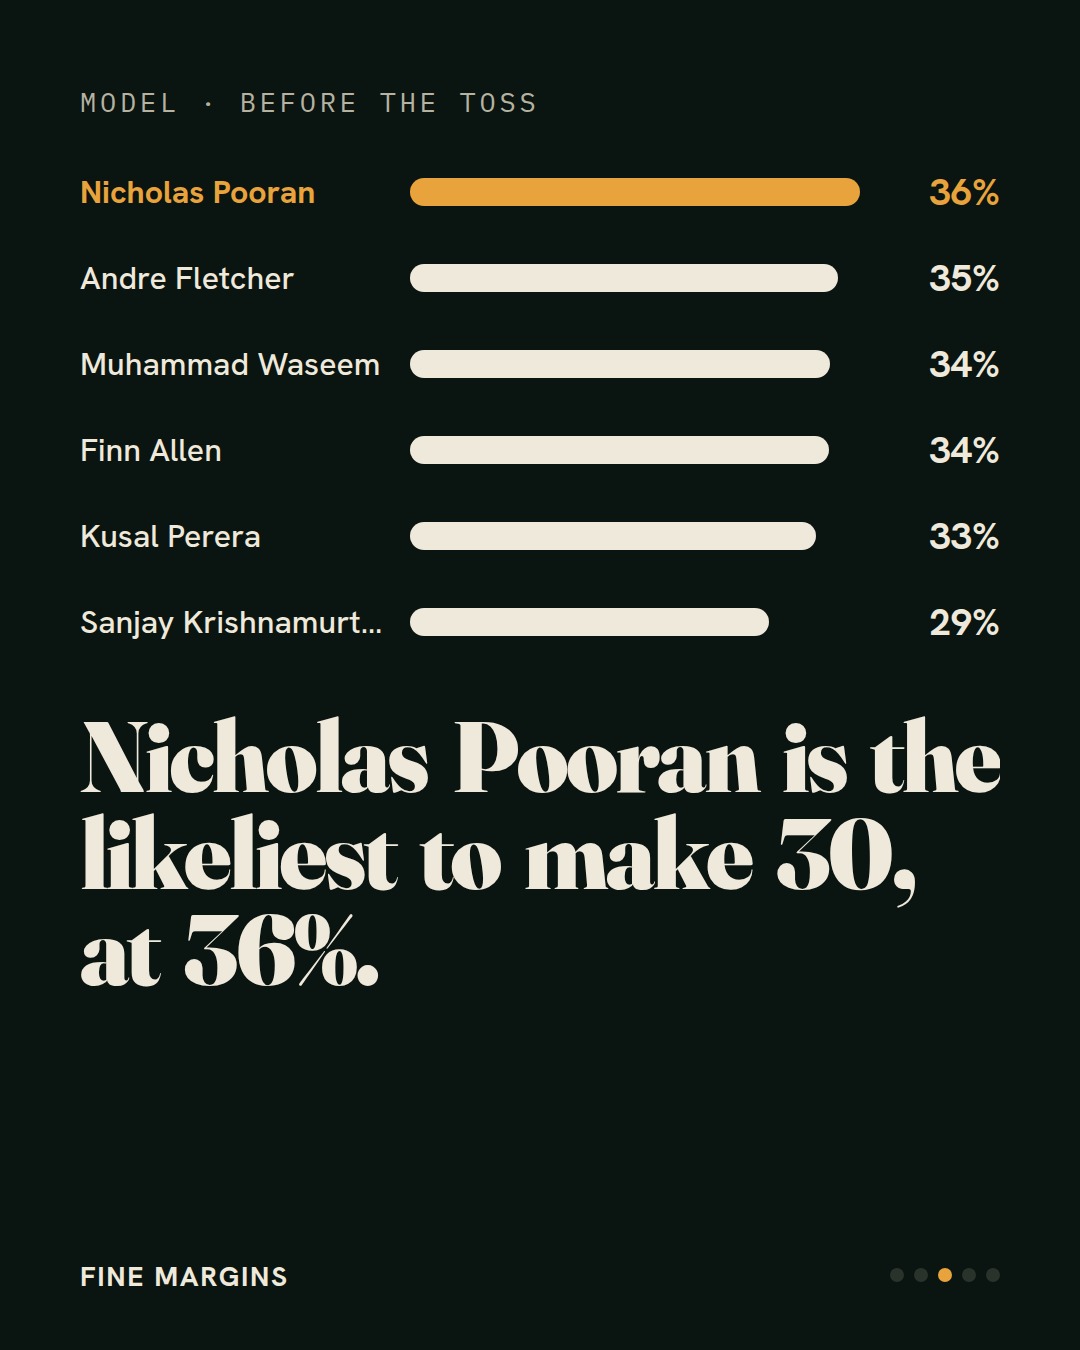 MODEL · BEFORE THE TOSS
Nicholas Pooran 36%
Andre Fletcher 35%
Muhammad Waseem 34%
Finn Allen 34%
Kusal Perera 33%
Sanjay Krishnamurt... 29%
Nicholas Pooran is the
likeliest to make 30,
at 36%.
FINE MARGINS